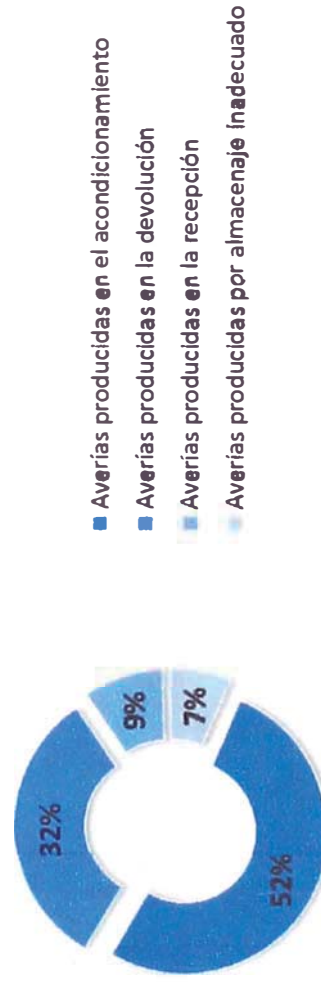 32%
9%
7%
52%
Averías producidas en el acondicionamiento
Averías producidas en la devolución
Averías producidas en la recepción
Averías producidas por almacenaje inadecuado